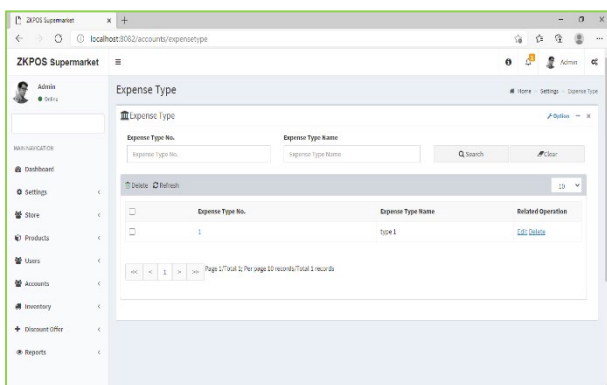 ZKPOS Supermarket
localhost:8082/accounts/expensetype
ZKPOS Supermarket
Admin
Admin
Online
MAIN NAVIGATION
Dashboard
Settings
Store
Products
Users
Accounts
Inventory
Discount Offer
Reports
Expense Type
Home > Settings > Expense Type
Expense Type
Option
Expense Type No.
Expense Type Name
Expense Type No.
Expense Type Name
Search
Clear
Delete Refresh
10
Expense Type No.
Expense Type Name
Related Operation
1
type 1
Edit Delete
<< < 1 > >> Page 1/Total 1; Per page 10 records/Total 1 records